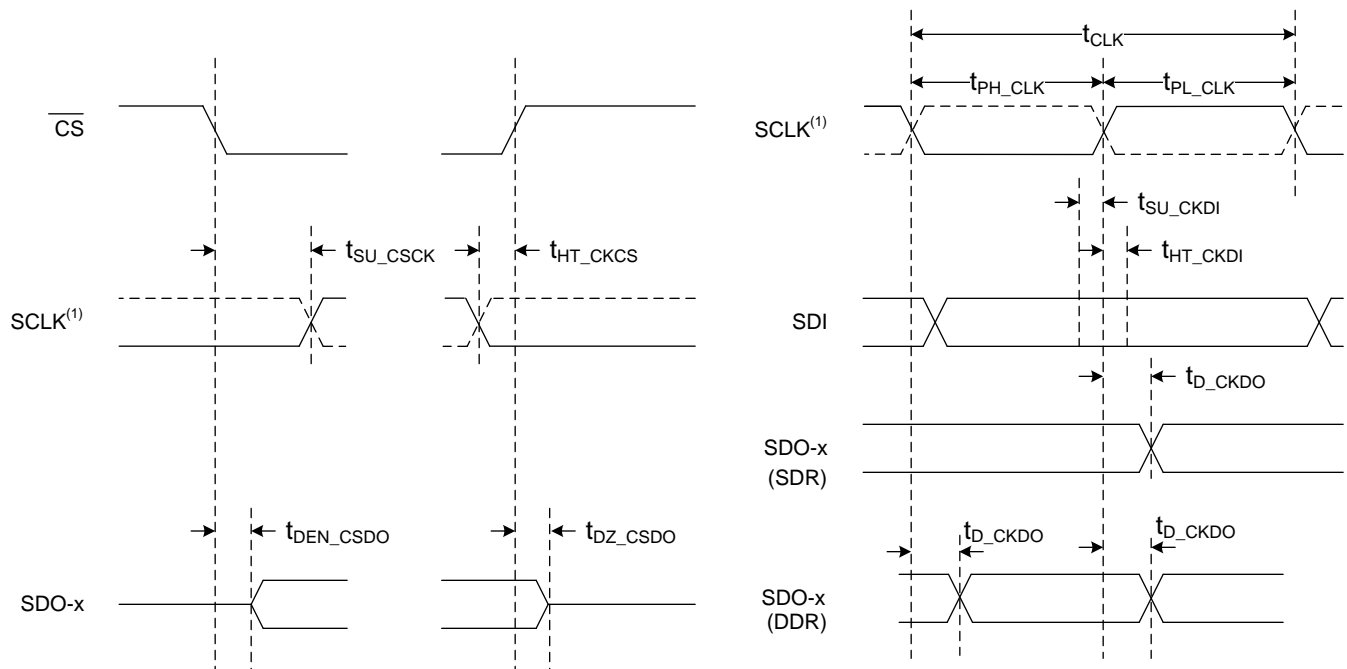 CS
t_SU_CSCK
t_HT_CKCS
SCLK(1)
t_DEN_CSDO
t_DZ_CSDO
SDO-x
t_CLK
t_PH_CLK
t_PL_CLK
SCLK(1)
t_SU_CKDI
t_HT_CKDI
SDI
t_D_CKDO
SDO-x
(SDR)
t_D_CKDO
t_D_CKDO
SDO-x
(DDR)